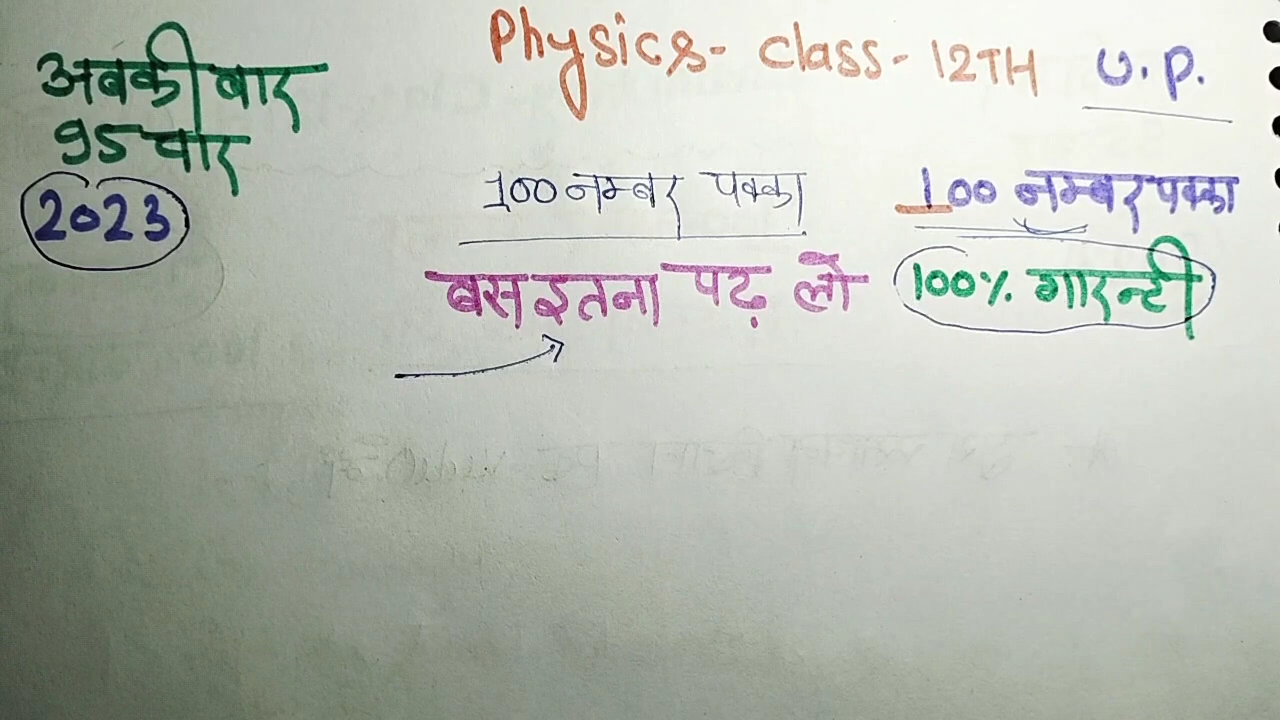 Physics- Class- 12TH U.P.
अबकी बार
95 पार
2023
100 नम्बर पक्का 100 नम्बर पक्का
बस इतना पढ़ लो 100% गारन्टी